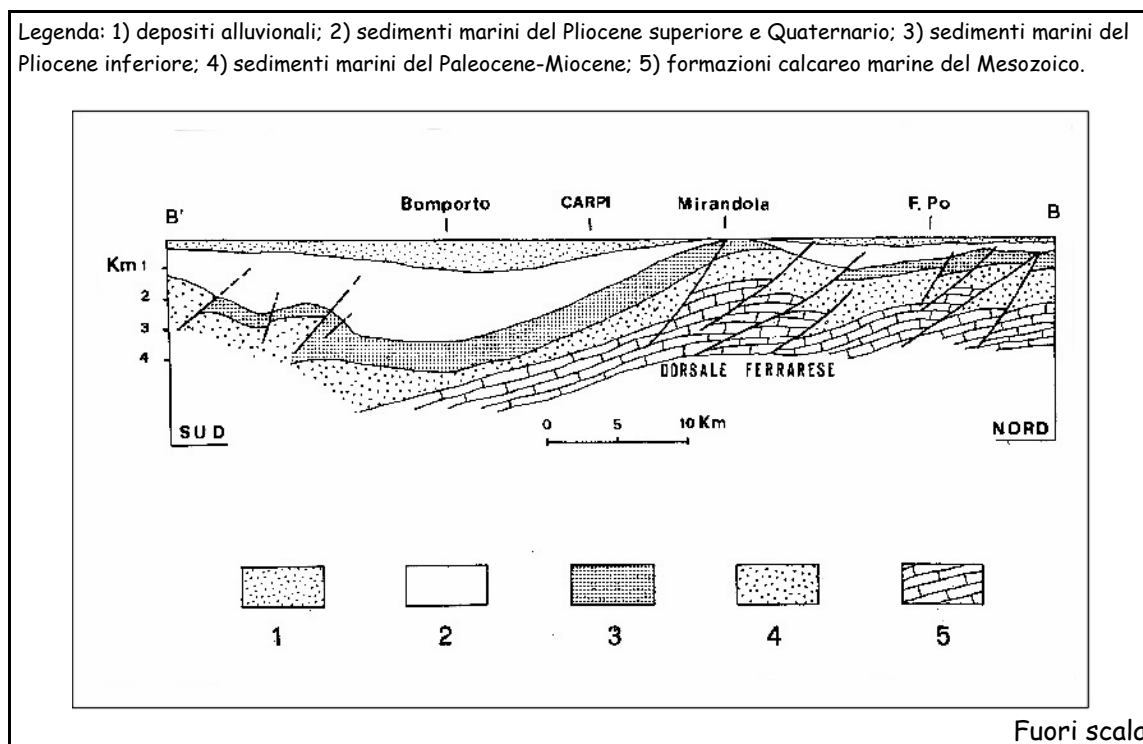 Legenda: 1) depositi alluvionali; 2) sedimenti marini del Pliocene superiore e Quaternario; 3) sedimenti marini del
Pliocene inferiore; 4) sedimenti marini del Paleocene-Miocene; 5) formazioni calcareo marine del Mesozoico.
Bomporto CARPI Mirandola F. Po
B' B
Km 1
2
3
4
DORSALE FERRARESE
0 5 10 Km
SUD NORD
1 2 3 4 5
Fuori scala